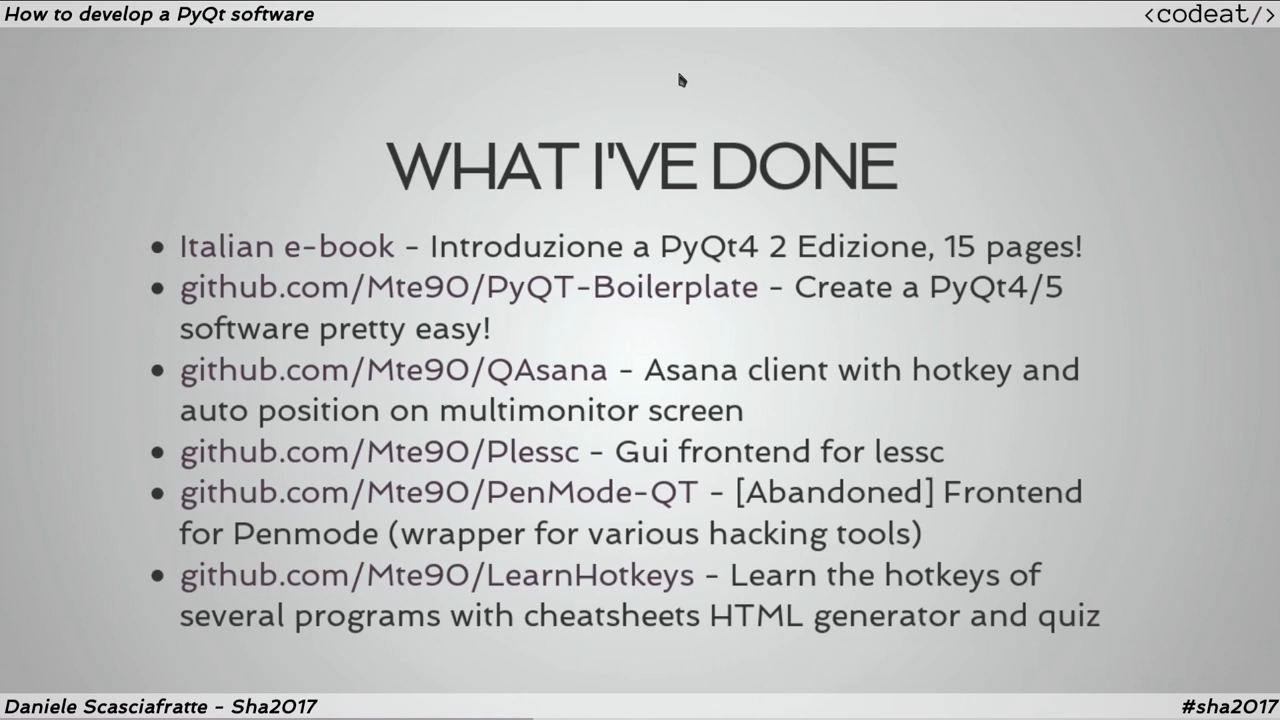 How to develop a PyQt software
<codeat/>
WHAT I'VE DONE
• Italian e-book - Introduzione a PyQt4 2 Edizione, 15 pages!
• github.com/Mte90/PyQT-Boilerplate - Create a PyQt4/5
software pretty easy!
• github.com/Mte90/QAsana - Asana client with hotkey and
auto position on multimonitor screen
• github.com/Mte90/Plessc - Gui frontend for lessc
• github.com/Mte90/PenMode-QT - [Abandoned] Frontend
for Penmode (wrapper for various hacking tools)
• github.com/Mte90/LearnHotkeys - Learn the hotkeys of
several programs with cheatsheets HTML generator and quiz
Daniele Scasciafratte - Sha2017
#sha2017